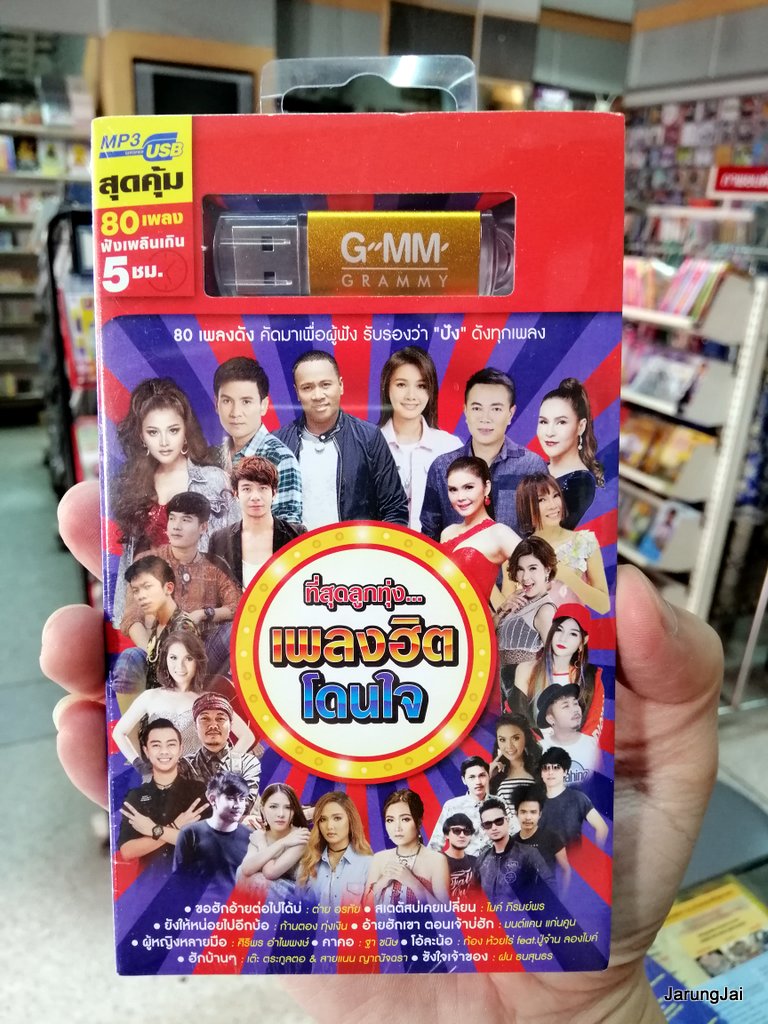 MP3
USB
สุดคุ้ม
80 เพลง
ฟังเพลินเกิน
5 ชม.
G"MM'
GRAMMY
80 เพลงดัง คัดมาเพื่อผู้ฟัง รับรองว่า "ปัง" ดังทุกเพลง
ที่สุดลูกทุ่ง...
เพลงฮิต
โดนใจ
• ขอฮักอ้ายต่อไปได้บ่ : ต่าย อรทัย • สเตตัสบ่เคยเปลี่ยน : ไมค์ ภิรมย์พร
• ยังให้หน่อยไปอีกบ้อ : ก้านตอง ทุ่งเงิน • อ้ายฮักเขา ตอนเจ้าบ่ฮัก : มนต์แคน แก่นคูน
• ผู้หญิงหลายมือ : ศิริพร อำไพพงษ์ • คาคอ : ฐา ขนิษ • โอ้ละน้อ : ก้อง ห้วยไร่ feat.ปู่จ๋าน ลองไมค์
• ฮักบ้านๆ : เต๊ะ ตระกูลตอ & สายแนน ญาณิจฉรา • ชังใจเจ้าของ : ฝน ธนสุนธร
JarungJai